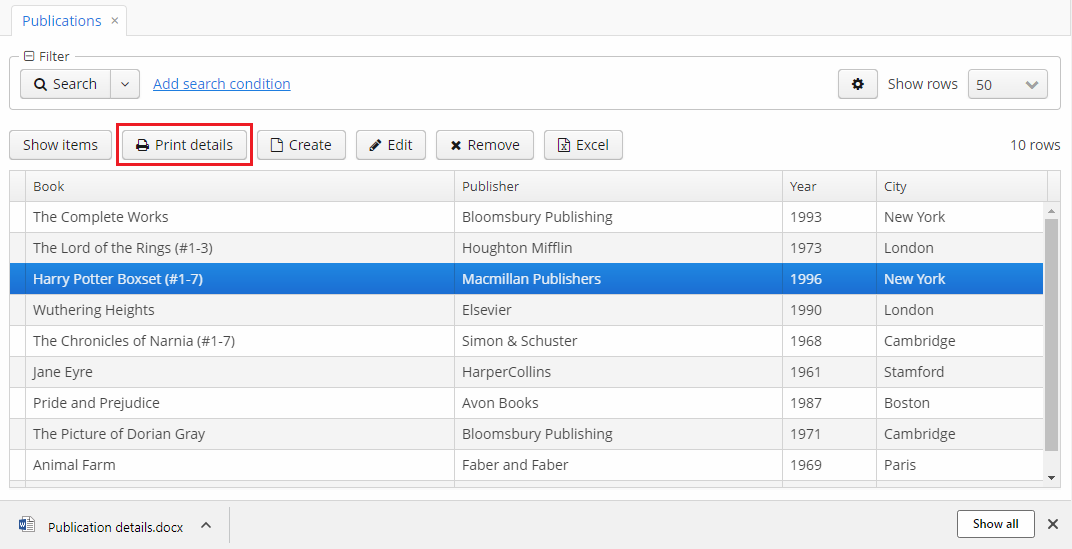 Publications ×
Filter
Search Add search condition Show rows 50
Show items Print details Create Edit Remove Excel 10 rows
Book Publisher Year City
The Complete Works Bloomsbury Publishing 1993 New York
The Lord of the Rings (#1-3) Houghton Mifflin 1973 London
Harry Potter Boxset (#1-7) Macmillan Publishers 1996 New York
Wuthering Heights Elsevier 1990 London
The Chronicles of Narnia (#1-7) Simon & Schuster 1968 Cambridge
Jane Eyre HarperCollins 1961 Stamford
Pride and Prejudice Avon Books 1987 Boston
The Picture of Dorian Gray Bloomsbury Publishing 1971 Cambridge
Animal Farm Faber and Faber 1969 Paris
Publication details.docx Show all